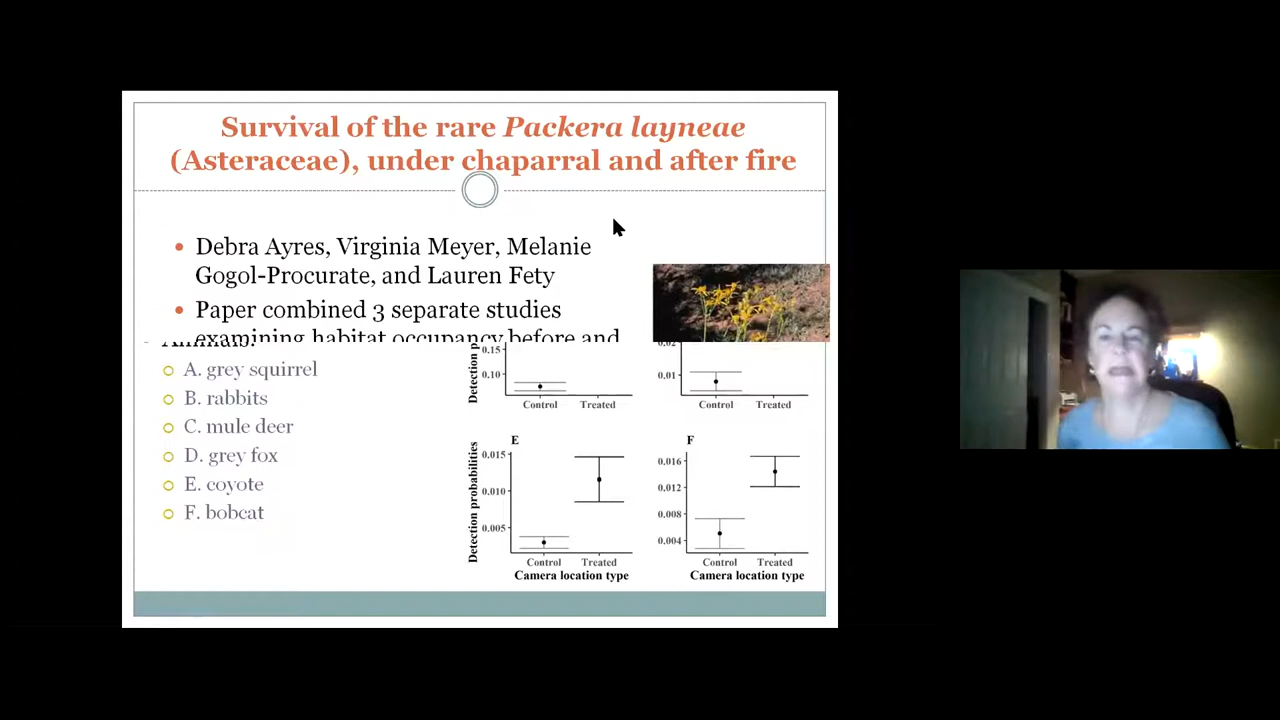 Survival of the rare Packera layneae
(Asteraceae), under chaparral and after fire
• Debra Ayres, Virginia Meyer, Melanie
Gogol-Procurate, and Lauren Fety
• Paper combined 3 separate studies
examining habitat occupancy before and
A. grey squirrel
B. rabbits
C. mule deer
D. grey fox
E. coyote
F. bobcat
Detection p
0.15
0.10
Control Treated
0.01
Control Treated
E
Detection probabilities
0.015
0.010
0.005
Control Treated
Camera location type
F
0.016
0.012
0.008
0.004
Control Treated
Camera location type